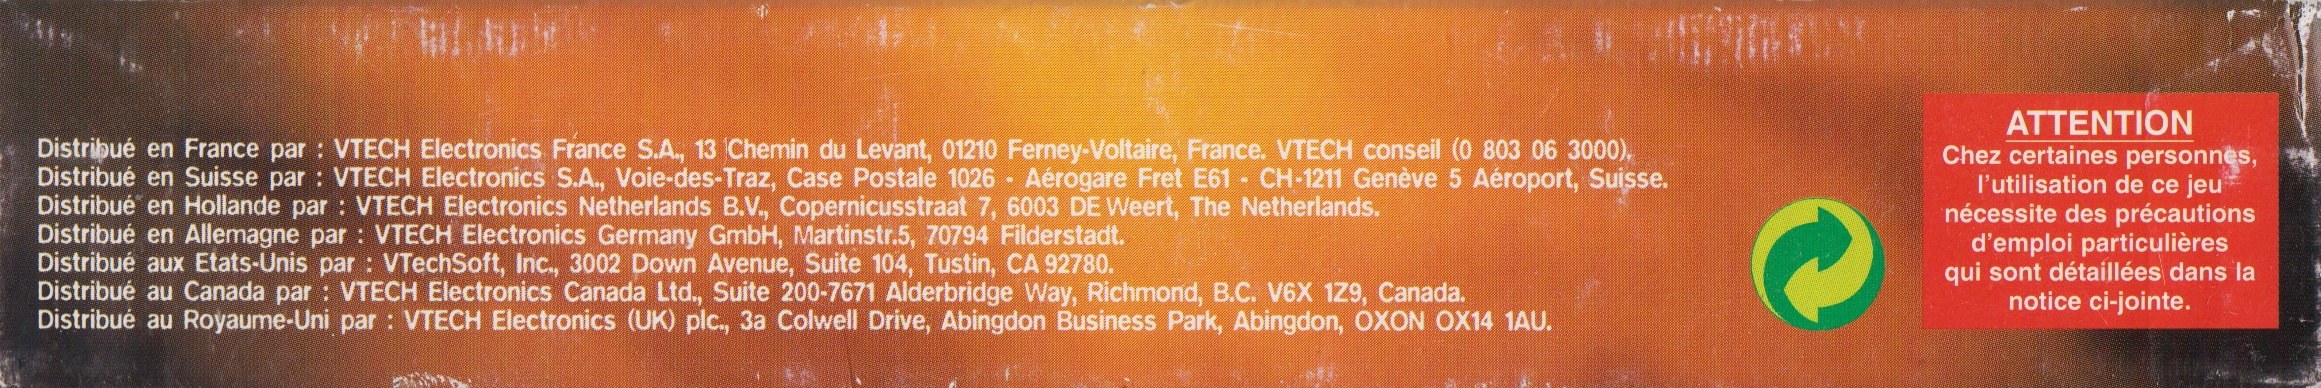 Distribué en France par : VTECH Electronics France S.A., 13 Chemin du Levant, 01210 Ferney-Voltaire, France. VTECH conseil (0 803 06 3000).
Distribué en Suisse par : VTECH Electronics S.A., Voie-des-Traz, Case Postale 1026 - Aérogare Fret E61 - CH-1211 Genève 5 Aéroport, Suisse.
Distribué en Hollande par : VTECH Electronics Netherlands B.V., Copernicusstraat 7, 6003 DE Weert, The Netherlands.
Distribué en Allemagne par : VTECH Electronics Germany GmbH, Martinstr.5, 70794 Filderstadt.
Distribué aux Etats-Unis par : VTechSoft, Inc., 3002 Down Avenue, Suite 104, Tustin, CA 92780.
Distribué au Canada par : VTECH Electronics Canada Ltd., Suite 200-7671 Alderbridge Way, Richmond, B.C. V6X 1Z9, Canada.
Distribué au Royaume-Uni par : VTECH Electronics (UK) plc., 3a Colwell Drive, Abingdon Business Park, Abingdon, OXON OX14 1AU.
ATTENTION
Chez certaines personnes,
l'utilisation de ce jeu
nécessite des précautions
d'emploi particulières
qui sont détaillées dans la
notice ci-jointe.